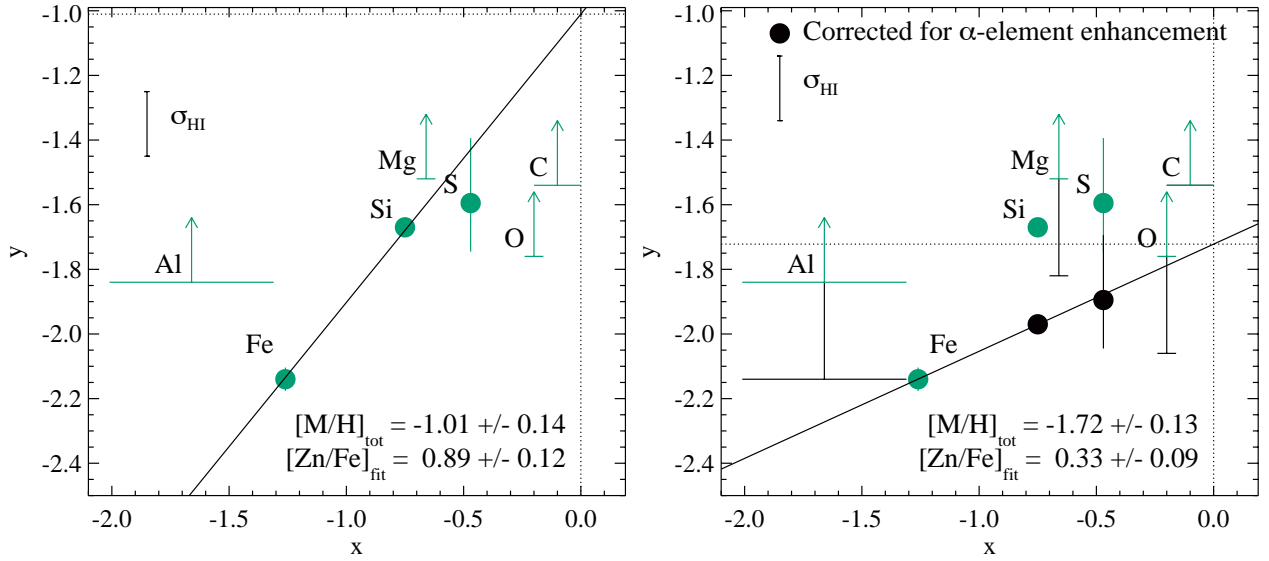 -1.0
-1.2
-1.4
-1.6
-1.8
-2.0
-2.2
-2.4
y
σHI
Mg
C
S
Si
O
Al
Fe
[M/H]tot = -1.01 +/- 0.14
[Zn/Fe]fit = 0.89 +/- 0.12
-2.0 -1.5 -1.0 -0.5 0.0
x
-1.0
-1.2
-1.4
-1.6
-1.8
-2.0
-2.2
-2.4
y
Corrected for α-element enhancement
σHI
Mg
C
S
Si
O
Al
Fe
[M/H]tot = -1.72 +/- 0.13
[Zn/Fe]fit = 0.33 +/- 0.09
-2.0 -1.5 -1.0 -0.5 0.0
x